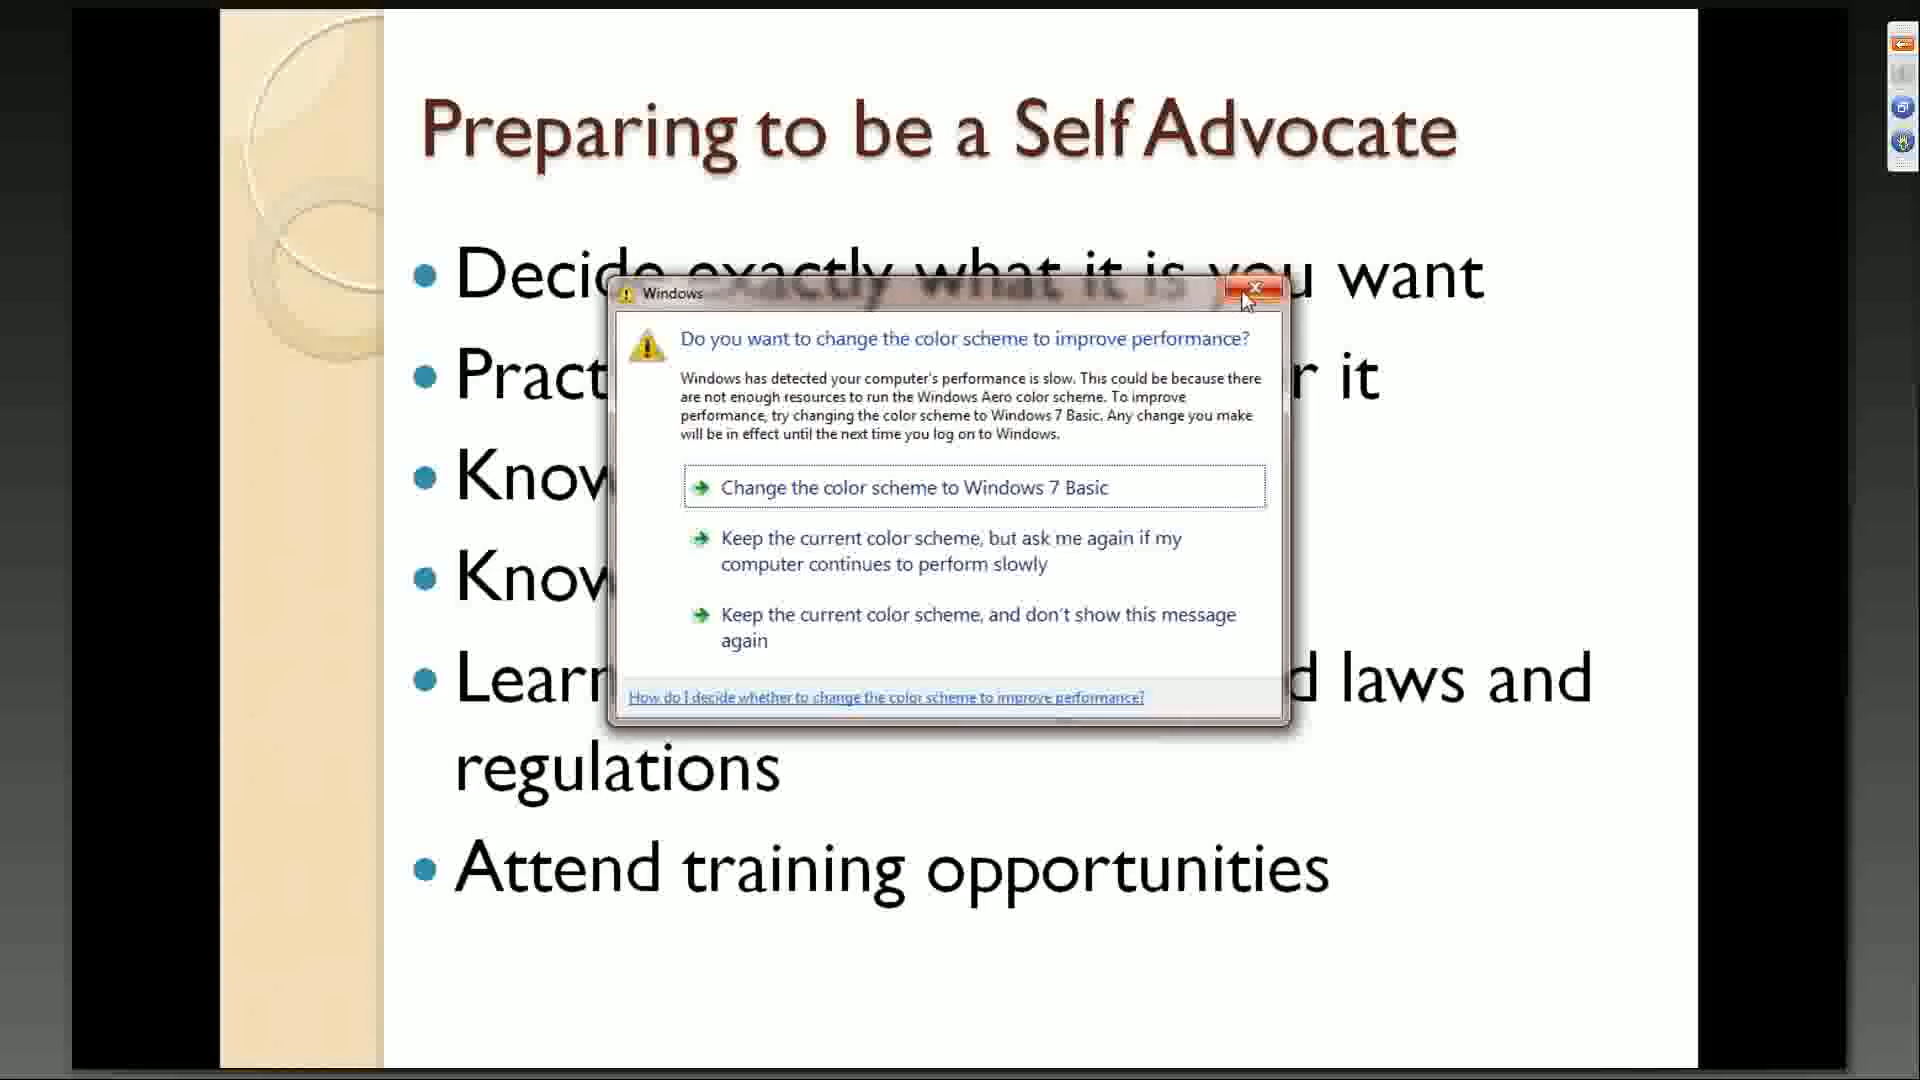 Preparing to be a Self Advocate
Decide exactly what it is you want
Windows
Do you want to change the color scheme to improve performance?
Windows has detected your computer's performance is slow. This could be because there
are not enough resources to run the Windows Aero color scheme. To improve
performance, try changing the color scheme to Windows 7 Basic. Any change you make
will be in effect until the next time you log on to Windows.
Pract
it
Know
Change the color scheme to Windows 7 Basic
Keep the current color scheme, but ask me again if my
computer continues to perform slowly
Know
Keep the current color scheme, and don't show this message
again
Learn
laws and
How do I decide whether to change the color scheme to improve performance?
regulations
Attend training opportunities